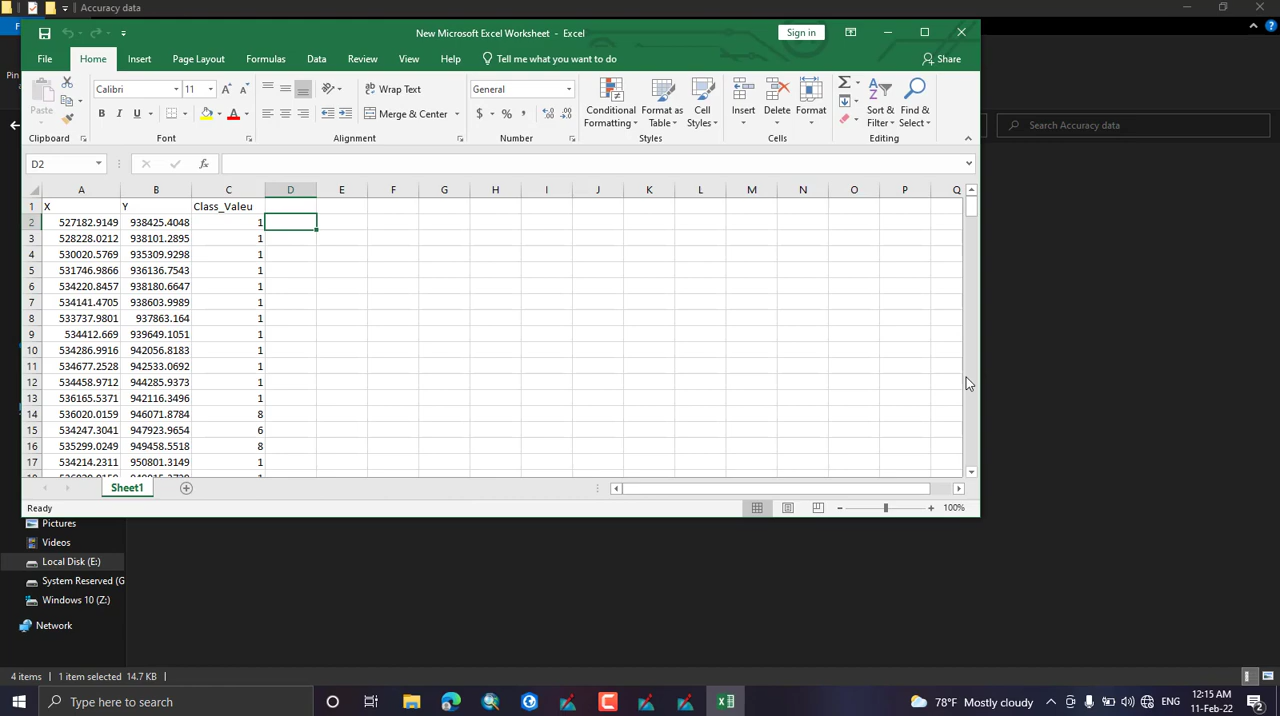 Accuracy data
New Microsoft Excel Worksheet - Excel
Sign in
File Home Insert Page Layout Formulas Data Review View Help Tell me what you want to do Share
Pin
Paste
Calibri 11
Wrap Text
General
Merge & Center
Conditional Formatting
Format as Table
Cell Styles
Insert Delete Format
Sort & Filter
Find & Select
Clipboard Font Alignment Number Styles Cells Editing
Search Accuracy data
D2
A B C D E F G H I J K L M N O P Q
1 X Y Class_Valeu
2 527182.9149 938425.4048 1
3 528228.0212 938101.2895 1
4 530020.5769 935309.9298 1
5 531746.9866 936136.7543 1
6 534220.8457 938180.6647 1
7 534141.4705 938603.9989 1
8 533737.9801 937863.164 1
9 534412.669 939649.1051 1
10 534286.9916 942056.8183 1
11 534677.2528 942533.0692 1
12 534458.9712 944285.9373 1
13 536165.5371 942116.3496 1
14 536020.0159 946071.8784 8
15 534247.3041 947923.9654 6
16 535299.0249 949458.5518 8
17 534214.2311 950801.3149 1
Sheet1
Ready
100%
Pictures
Videos
Local Disk (E:)
System Reserved (G
Windows 10 (Z:)
Network
4 items 1 item selected 14.7 KB
Type here to search
78°F Mostly cloudy
ENG
12:15 AM
11-Feb-22
2